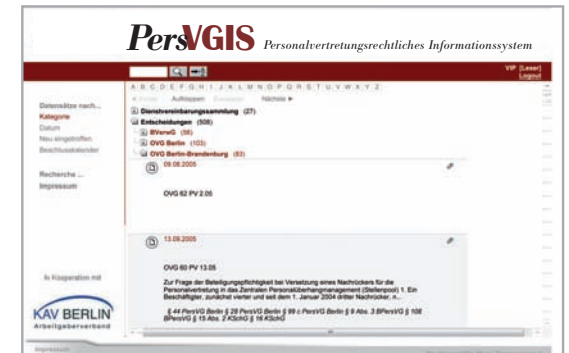 PersVGIS Personalvertretungsrechtliches Informationssystem
VIP [Leser]
Logout
A B C D E F G H I J K L M N O P Q R S T U V W X Y Z
Aufklappen Nächste
Dienstvereinbarungssammlung (27)
Entscheidungen (508)
BVerwG (56)
OVG Berlin (103)
OVG Berlin-Brandenburg (83)
Datensätze nach...
Kategorie
Datum
Neu eingetroffen
Beschlusskalender
Recherche ...
Impressum
09.08.2005
OVG 62 PV 2.05
13.09.2005
OVG 60 PV 13.05
Zur Frage der Beteiligungspflichtigkeit bei Versetzung eines Nachrückers für die
Personalvertretung in das Zentralen Personalüberhangmanagement (Stellenpool) 1. Ein
Beschäftigter, zunächst vierter und seit dem 1. Januar 2004 dritter Nachrücker, n...
§ 44 PersVG Berlin § 28 PersVG Berlin § 99 c PersVG Berlin § 9 Abs. 3 BPersVG § 108
BPersVG § 15 Abs. 2 KSchG § 16 KSchG
In Kooperation mit
KAV BERLIN
Arbeitgeberverband
Impressum